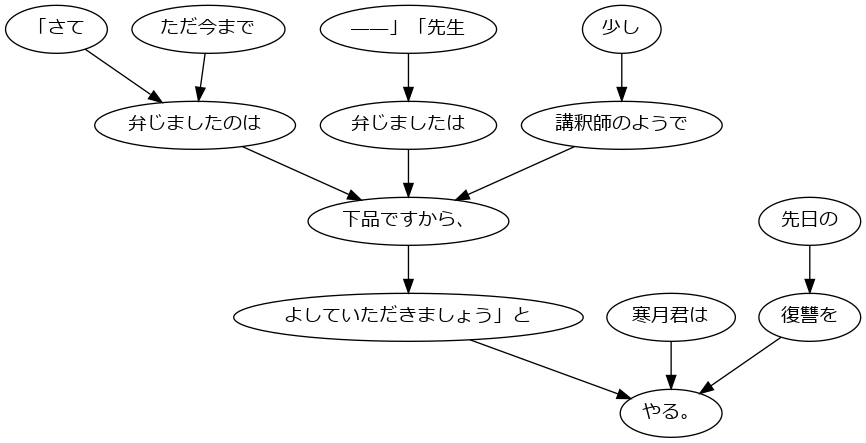 「さて
ただ今まで
――」「先生
少し
弁じましたのは
弁じましたは
講釈師のようで
下品ですから、
先日の
よしていただきましょう」と
寒月君は
復讐を
やる。